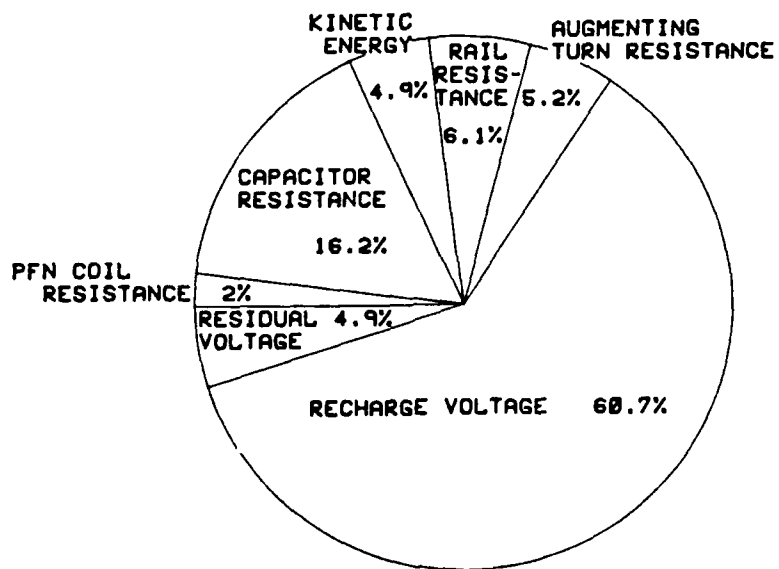 KINETIC
ENERGY
4.9%
RAIL
RESIS-
TANCE
6.1%
AUGMENTING
TURN RESISTANCE
5.2%
CAPACITOR
RESISTANCE
16.2%
PFN COIL
RESISTANCE
2%
RESIDUAL 4.9%
VOLTAGE
RECHARGE VOLTAGE 60.7%